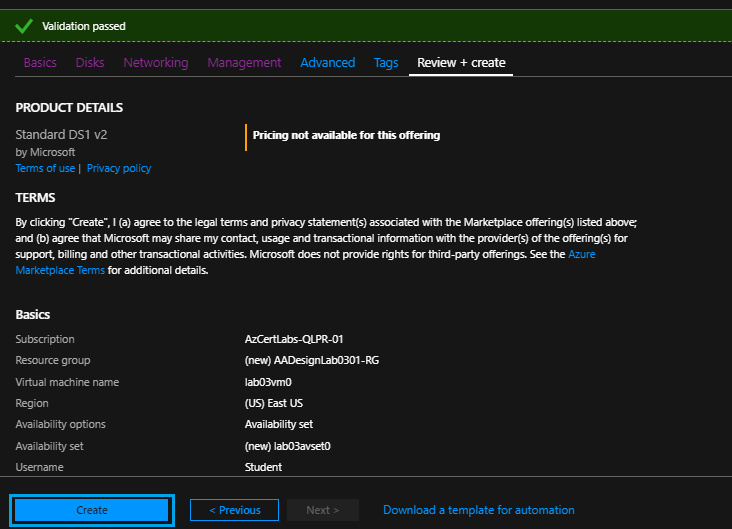 Validation passed
Basics Disks Networking Management Advanced Tags Review + create
PRODUCT DETAILS
Standard DS1 v2
by Microsoft
Terms of use | Privacy policy
Pricing not available for this offering
TERMS
By clicking "Create", I (a) agree to the legal terms and privacy statement(s) associated with the Marketplace offering(s) listed above;
and (b) agree that Microsoft may share my contact, usage and transactional information with the provider(s) of the offering(s) for
support, billing and other transactional activities. Microsoft does not provide rights for third-party offerings. See the Azure
Marketplace Terms for additional details.
Basics
Subscription AzCertLabs-QLPR-01
Resource group (new) AADesignLab0301-RG
Virtual machine name lab03vm0
Region (US) East US
Availability options Availability set
Availability set (new) lab03avset0
Username Student
Create < Previous Next > Download a template for automation